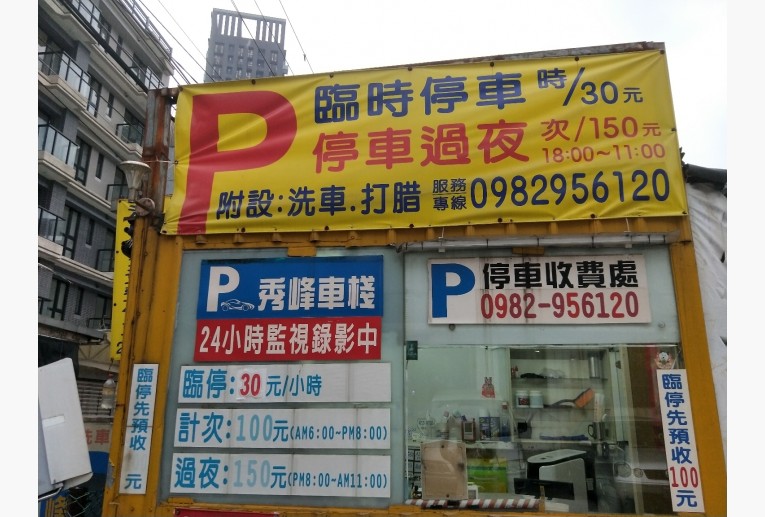 P
臨時停車 時/30元
停車過夜 次/150元
18:00~11:00
附設:洗車.打腊 服務專線 0982956120
P 秀峰車棧
24小時監視錄影中
P 停車收費處
0982-956120
臨停:30元/小時
計次:100元(AM6:00~PM8:00)
過夜:150元(PM8:00~AM11:00)
臨停先預收 元
臨停先預收100元
洗車